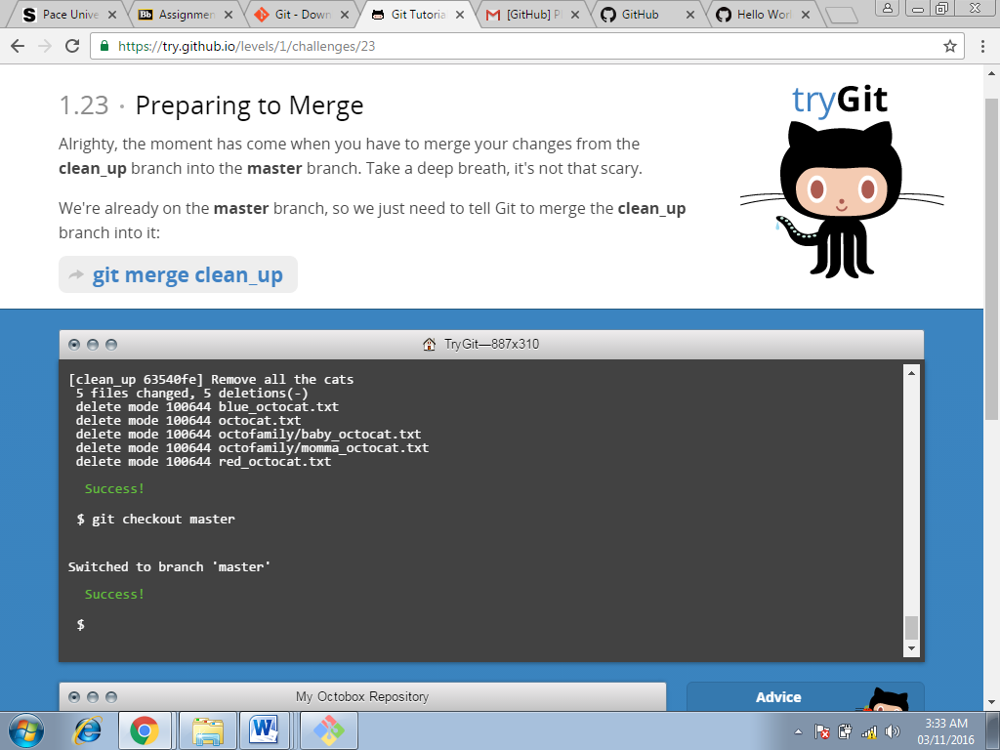 Pace Unive
Assignmen
Git - Down
Git Tutoria
[GitHub] Pl
GitHub
Hello Worl
https://try.github.io/levels/1/challenges/23
1.23 · Preparing to Merge
tryGit
Alrighty, the moment has come when you have to merge your changes from the
clean_up branch into the master branch. Take a deep breath, it's not that scary.
We're already on the master branch, so we just need to tell Git to merge the clean_up
branch into it:
git merge clean_up
TryGit—887x310
[clean_up 63540fe] Remove all the cats
5 files changed, 5 deletions(-)
delete mode 100644 blue_octocat.txt
delete mode 100644 octocat.txt
delete mode 100644 octofamily/baby_octocat.txt
delete mode 100644 octofamily/momma_octocat.txt
delete mode 100644 red_octocat.txt
Success!
$ git checkout master
Switched to branch 'master'
Success!
$
My Octobox Repository
Advice
3:33 AM
03/11/2016